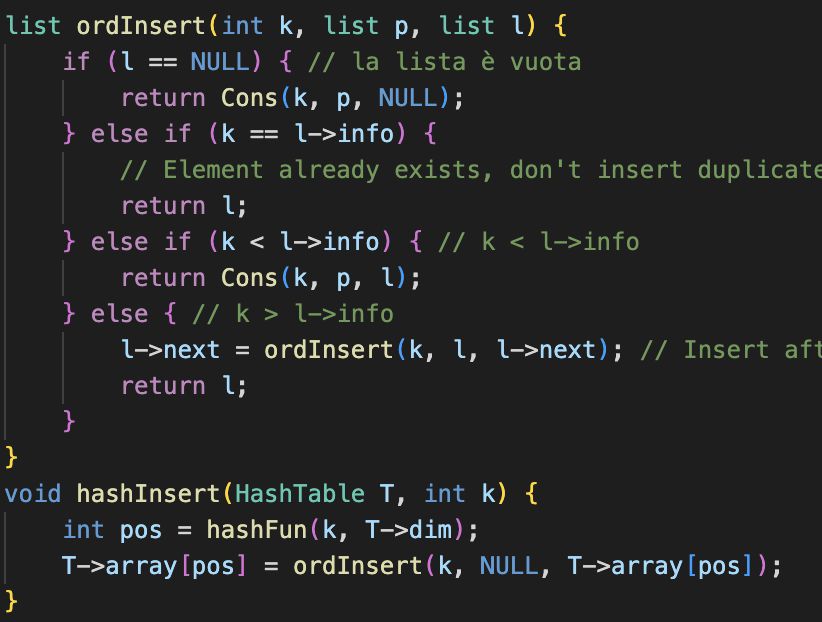 list ordInsert(int k, list p, list l) {
if (l == NULL) { // la lista è vuota
return Cons(k, p, NULL);
} else if (k == l->info) {
// Element already exists, don't insert duplicate
return l;
} else if (k < l->info) { // k < l->info
return Cons(k, p, l);
} else { // k > l->info
l->next = ordInsert(k, l, l->next); // Insert aft
return l;
}
}
void hashInsert(HashTable T, int k) {
int pos = hashFun(k, T->dim);
T->array[pos] = ordInsert(k, NULL, T->array[pos]);
}